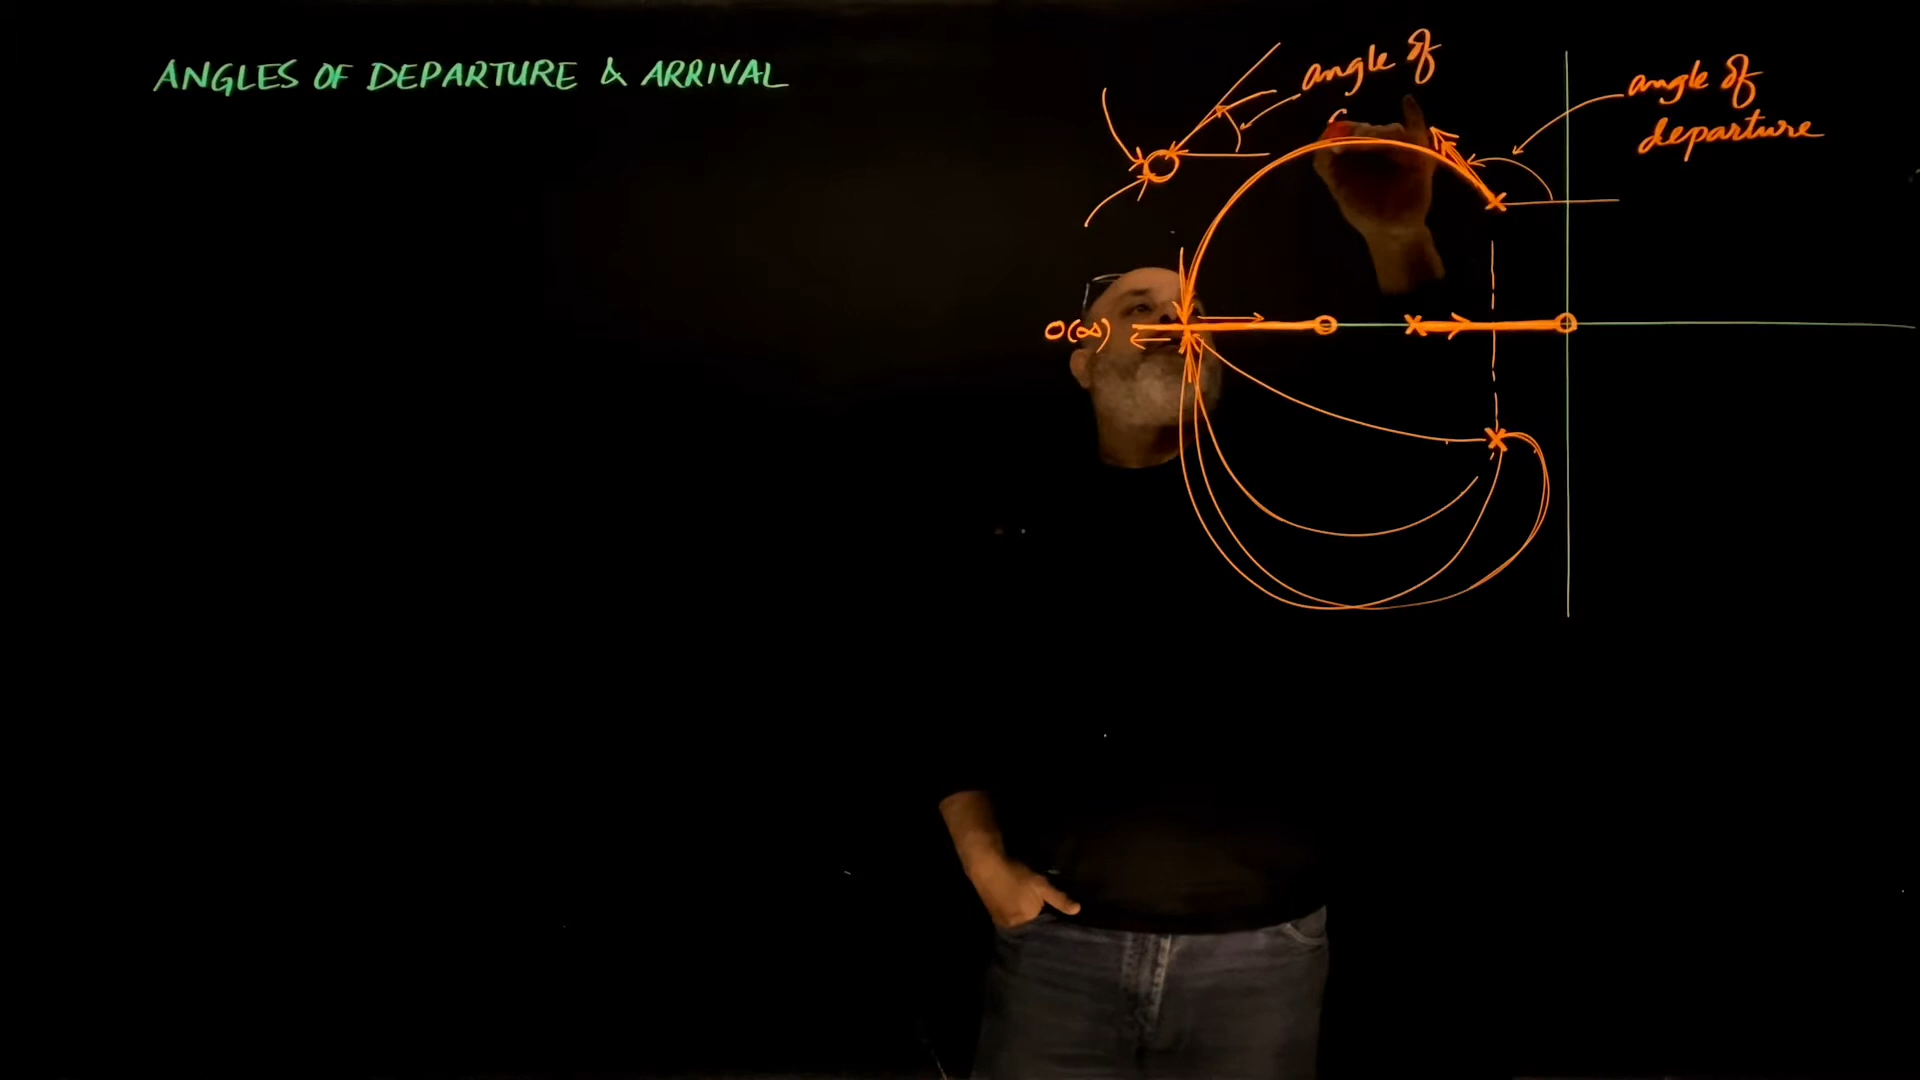 ANGLES OF DEPARTURE & ARRIVAL
angle of
angle of
departure
O(∞)